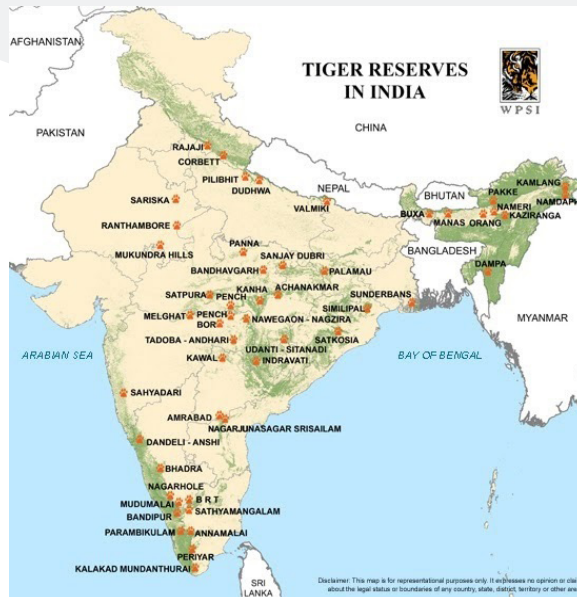 AFGHANISTAN
TIGER RESERVES
IN INDIA
WPSI
CHINA
PAKISTAN
RAJAJI
CORBETT
PILIBHIT
DUDHWA
NEPAL
VALMIKI
SARISKA
RANTHAMBORE
MUKUNDRA HILLS
BHUTAN
KAMLANG
NAMDAPH
PAKKE
NAMERI
BUXA
MANAS
ORANG
KAZIRANGA
BANGLADESH
DAMPA
MYANMAR
PANNA
SANJAY DUBRI
BANDHAVGARH
PALAMAU
KANHA
ACHANAKMAR
SATPURA
PENCH
SUNDERBANS
SIMILIPAL
MELGHAT
PENCH
BOR
NAWEGAON - NAGZIRA
SATKOSIA
TADOBA - ANDHARI
UDANTI - SITANADI
KAWAL
INDRAVATI
ARABIAN SEA
BAY OF BENGAL
SAHYADARI
AMRABAD
NAGARJUNASAGAR SRISAILAM
DANDELI - ANSHI
BHADRA
NAGARHOLE
B R T
MUDUMALAI
SATHYAMANGALAM
BANDIPUR
PARAMBIKULAM
ANNAMALAI
PERIYAR
KALAKAD MUNDANTHURAI
SRI
LANKA
Disclaimer: This map is for representational purposes only. It expresses no opinion or clai
about the legal status or boundaries of any country, state, district, territory or other are